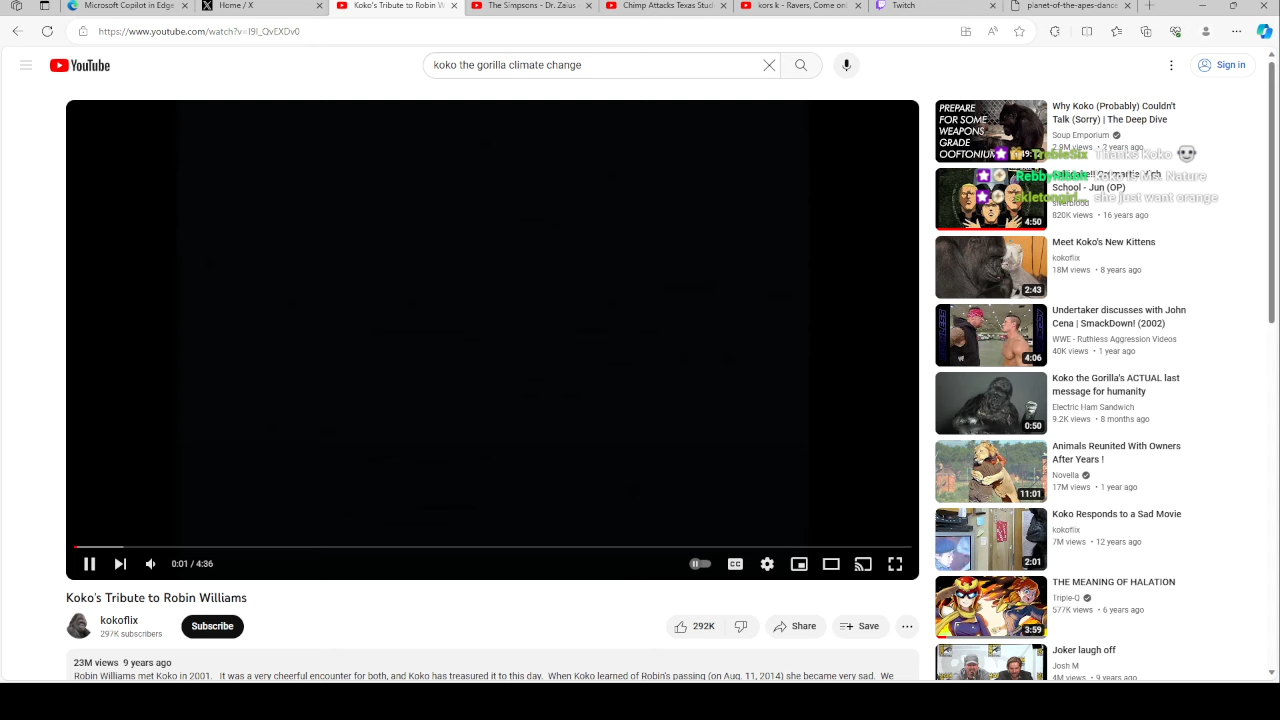 Microsoft Copilot in Edge
Home / X
Koko's Tribute to Robin W
The Simpsons - Dr. Zaius
Chimp Attacks Texas Stud
kors k - Ravers, Come on
Twitch
planet-of-the-apes-dance
https://www.youtube.com/watch?v=I9I_QvEXDv0
YouTube
koko the gorilla climate change
Sign in
PREPARE
FOR SOME
WEAPONS
GRADE
OOFTONIUM
Why Koko (Probably) Couldn't
Talk (Sorry) | The Deep Dive
Soup Emporium
2.9M views
TrebleSix Thanks Koko
Koko is Ms. Nature
skletongirl... she just want orange
School - Jun (OP)
silverblood
820K views • 16 years ago
4:50
Meet Koko's New Kittens
kokoflix
18M views • 8 years ago
2:43
Undertaker discusses with John
Cena | SmackDown! (2002)
WWE - Ruthless Aggression Videos
40K views • 1 year ago
4:06
Koko the Gorilla's ACTUAL last
message for humanity
Electric Ham Sandwich
9.2K views • 8 months ago
0:50
Animals Reunited With Owners
After Years !
Novella
17M views • 1 year ago
11:01
Koko Responds to a Sad Movie
kokoflix
7M views • 12 years ago
2:01
THE MEANING OF HALATION
Triple-Q
577K views • 6 years ago
3:59
Joker laugh off
Josh M
4M views • 9 years ago
0:01 / 4:36
CC
Koko's Tribute to Robin Williams
kokoflix
297K subscribers
Subscribe
292K
Share
Save
23M views 9 years ago
Robin Williams met Koko in 2001. It was a very cheerful encounter for both, and Koko has treasured it to this day. When Koko learned of Robin's passing (on Aug. 11, 2014) she became very sad. We